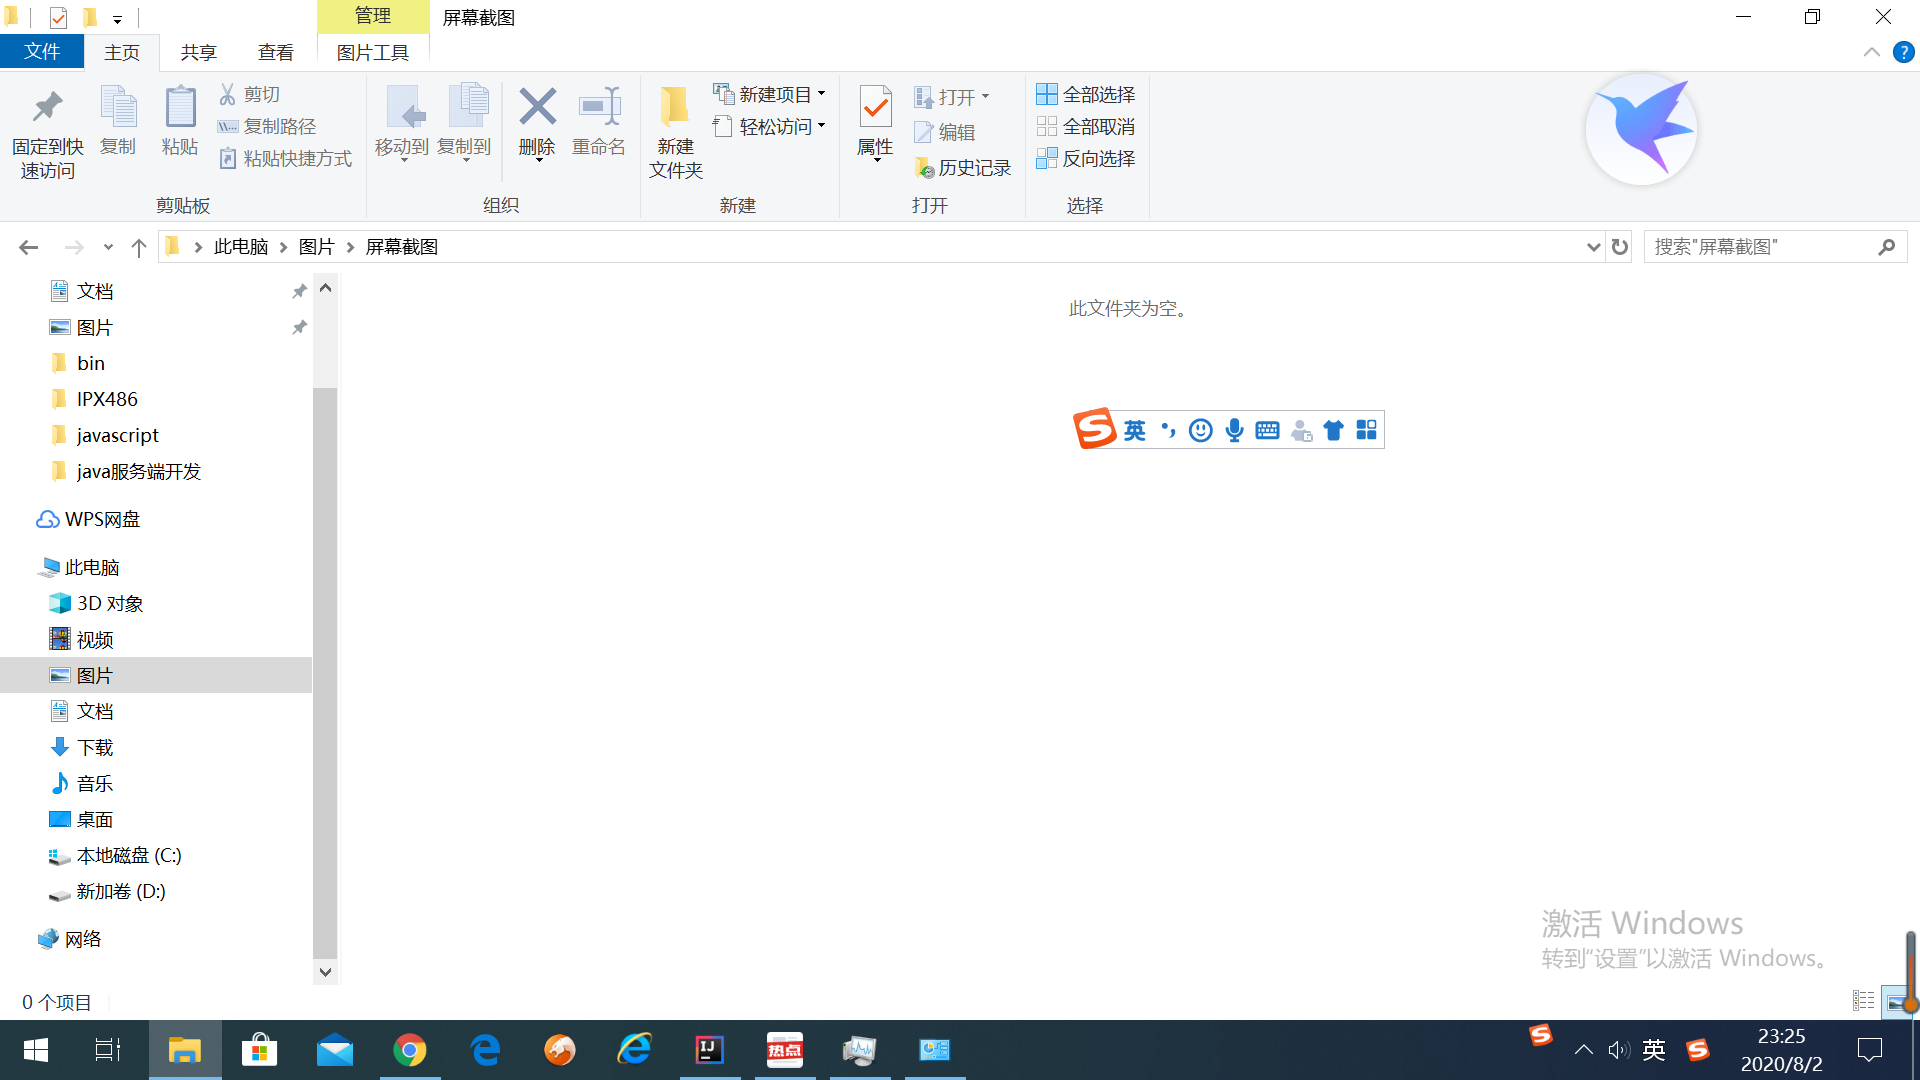 管理
屏幕截图
文件
主页
共享
查看
图片工具
固定到快
速访问
复制
粘贴
剪切
复制路径
粘贴快捷方式
剪贴板
移动到
复制到
删除
重命名
组织
新建
文件夹
新建项目
轻松访问
新建
属性
打开
编辑
历史记录
打开
全部选择
全部取消
反向选择
选择
此电脑
图片
屏幕截图
搜索"屏幕截图"
文档
图片
bin
IPX486
javascript
java服务端开发
WPS网盘
此电脑
3D 对象
视频
图片
文档
下载
音乐
桌面
本地磁盘 (C:)
新加卷 (D:)
网络
此文件夹为空。
英
激活 Windows
转到“设置”以激活 Windows。
0 个项目
IJ
热点
英
23:25
2020/8/2